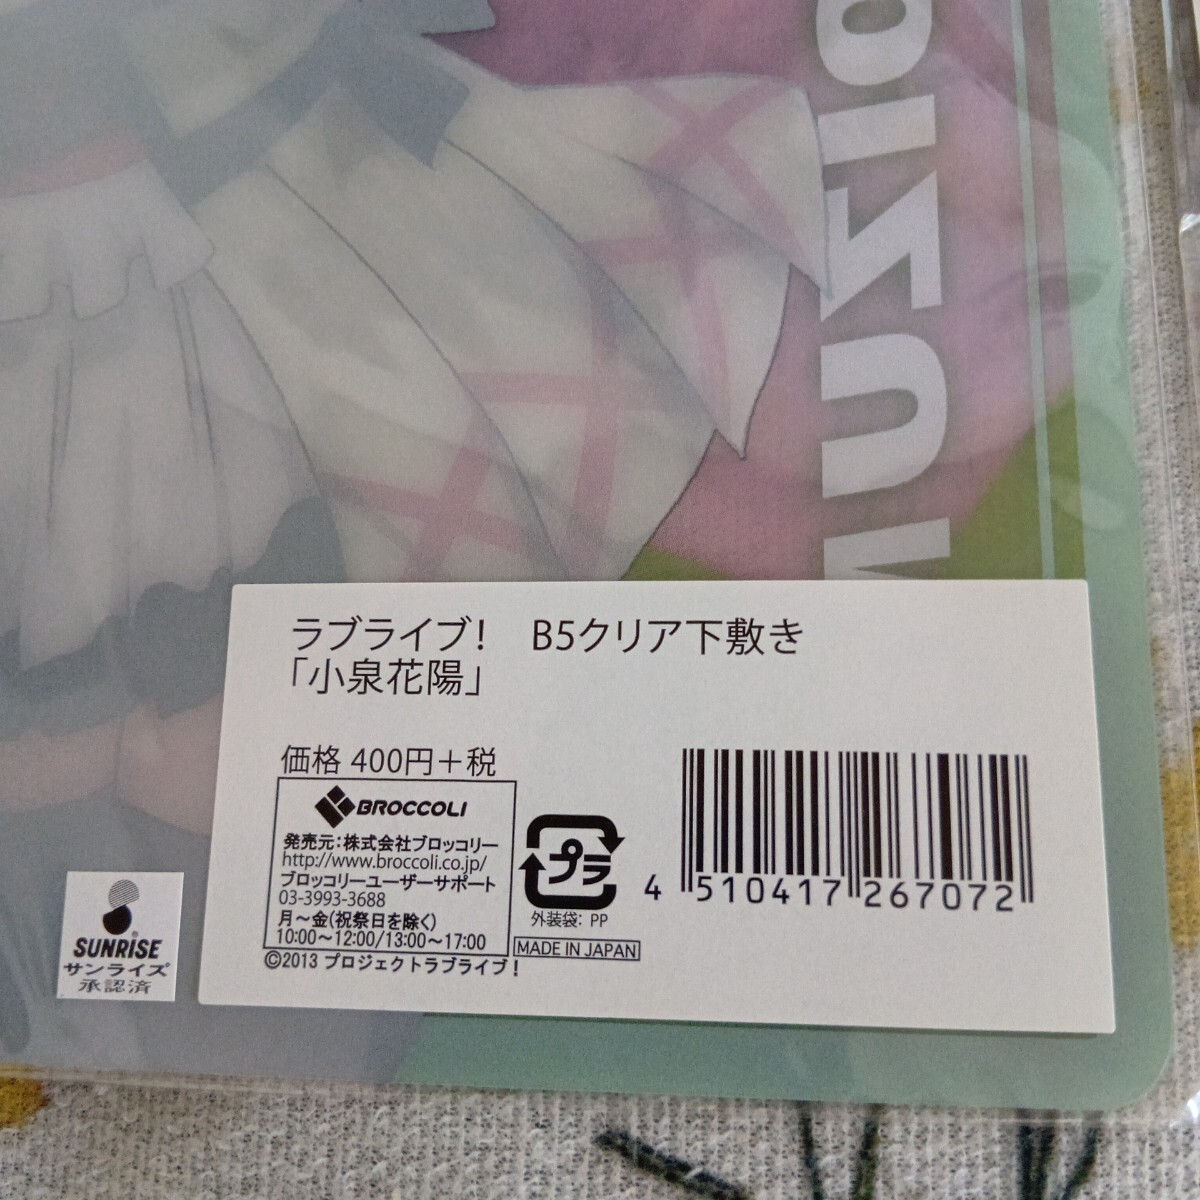 ラブライブ！　B5クリア下敷き
「小泉花陽」
価格 400円＋税
BROCCOLI
発売元：株式会社ブロッコリー
http://www.broccoli.co.jp/
ブロッコリーユーザーサポート
03-3993-3688
月～金(祝祭日を除く)
10:00～12:00/13:00～17:00
©2013 プロジェクトラブライブ！
プラ
外装袋: PP
MADE IN JAPAN
4 510417 267072
SUNRISE
サンライズ
承認済